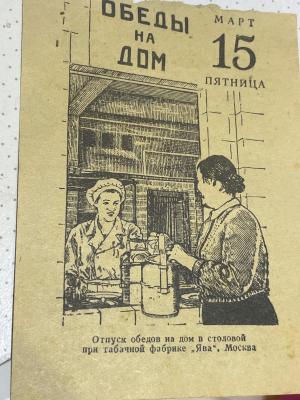 ОБЕДЫ
НА
ДОМ
МАРТ
15
ПЯТНИЦА
Отпуск обедов на дом в столовой
при табачной фабрике „Ява“, Москва